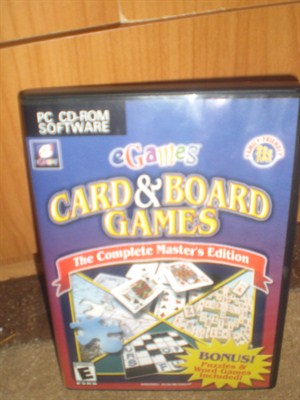 PC CD-ROM
SOFTWARE
eGames
CARD & BOARD
GAMES
The Complete Master's Edition
BONUS!
Puzzles &
Word Games
Included!
E